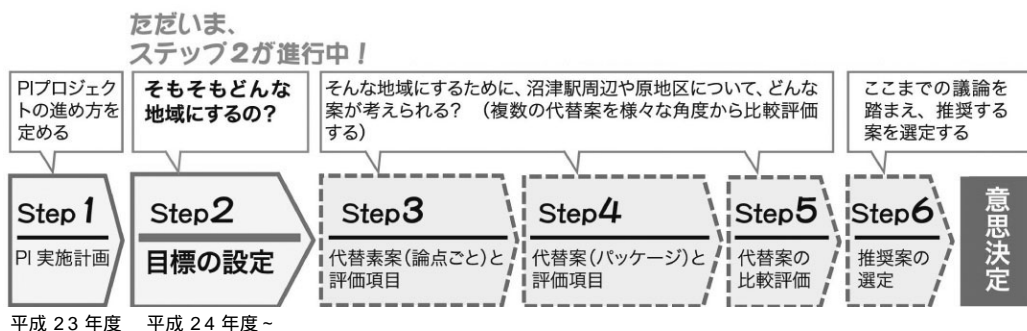 ただいま、
ステップ2が進行中！
PIプロジェク
トの進め方を
定める
そもそもどんな
地域にするの？
そんな地域にするために、沼津駅周辺や原地区について、どんな
案が考えられる？（複数の代替案を様々な角度から比較評価
する）
ここまでの議論を
踏まえ、推奨する
案を選定する
Step1
PI 実施計画
Step2
目標の設定
Step3
代替素案（論点ごと）と
評価項目
Step4
代替案（パッケージ）と
評価項目
Step5
代替案の
比較評価
Step6
推奨案の
選定
意思決定
平成23年度
平成24年度~